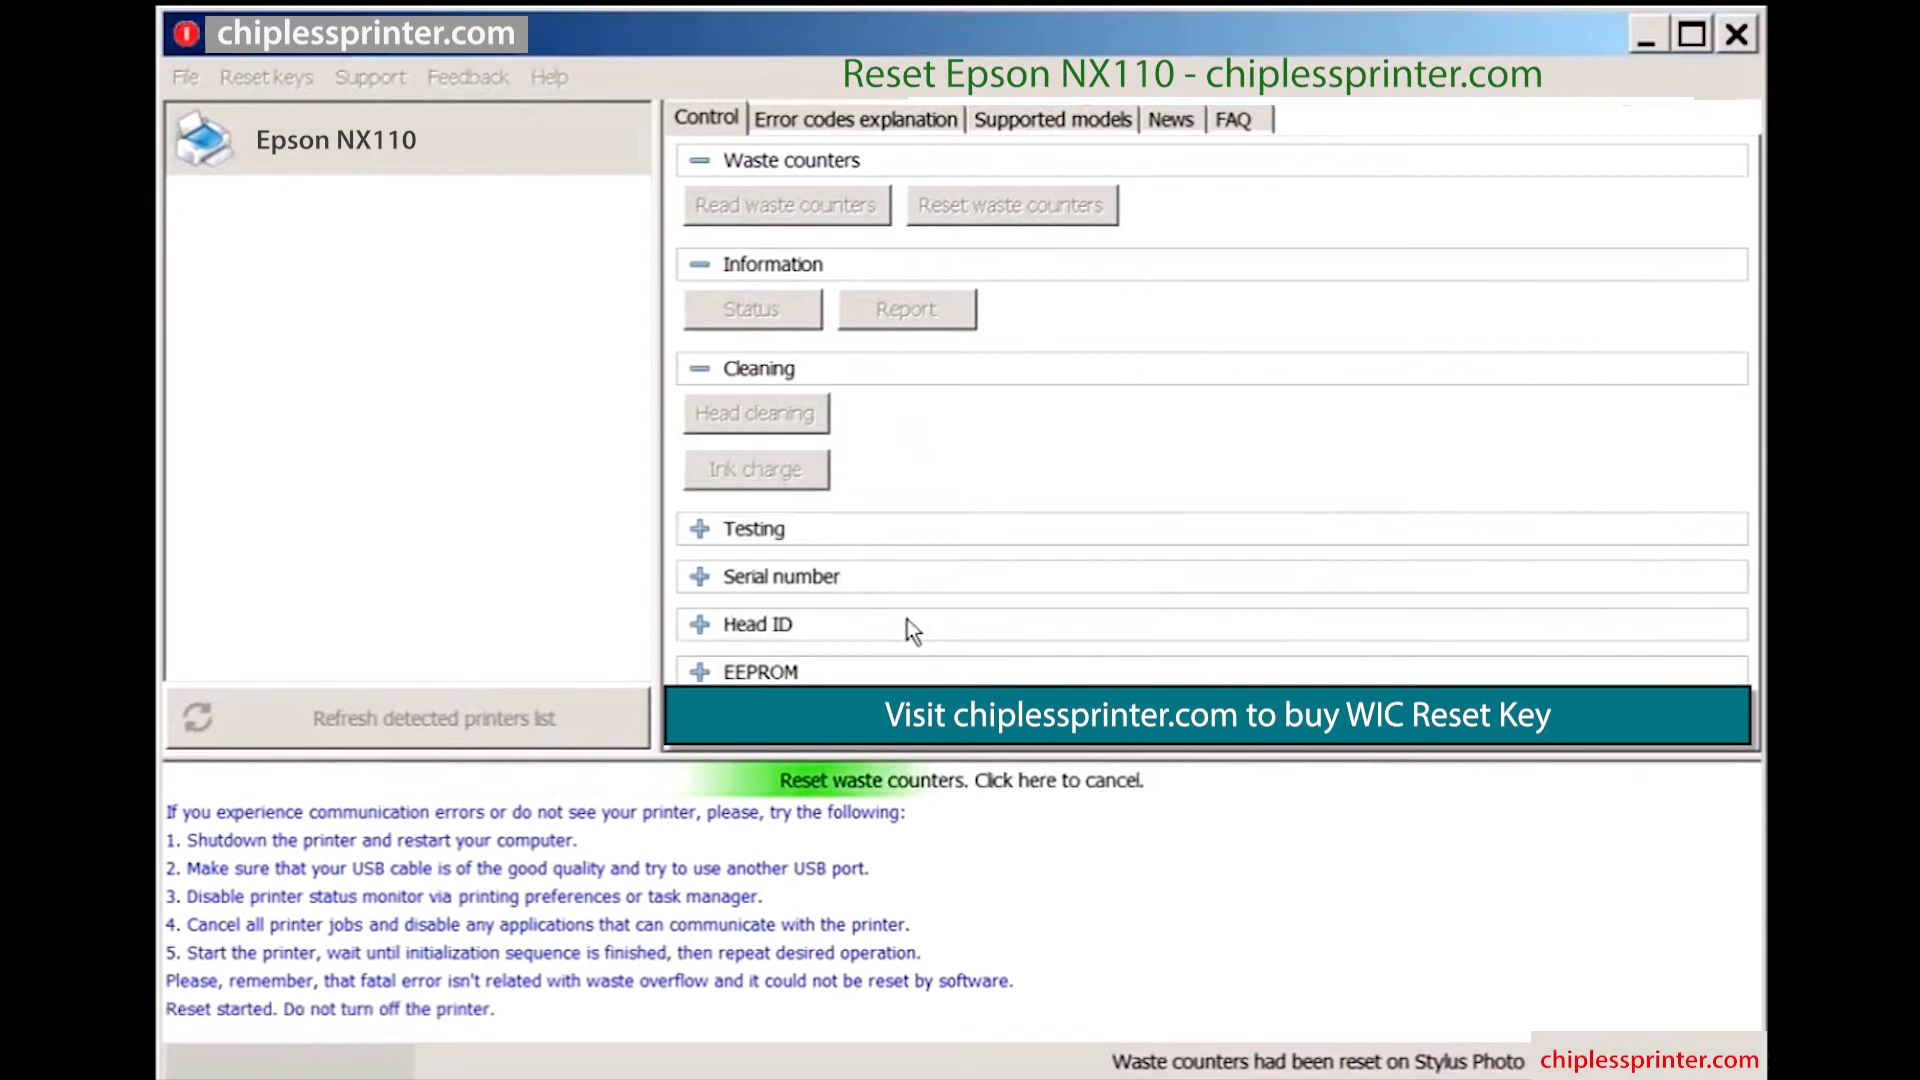 chiplessprinter.com
File Reset keys Support Feedback Help
Reset Epson NX110 - chiplessprinter.com
Epson NX110
Control Error codes explanation Supported models News FAQ
Waste counters
Read waste counters Reset waste counters
Information
Status Report
Cleaning
Head cleaning
Ink charge
Testing
Serial number
Head ID
EEPROM
Refresh detected printers list
Visit chiplessprinter.com to buy WIC Reset Key
Reset waste counters. Click here to cancel.
If you experience communication errors or do not see your printer, please, try the following:
1. Shutdown the printer and restart your computer.
2. Make sure that your USB cable is of the good quality and try to use another USB port.
3. Disable printer status monitor via printing preferences or task manager.
4. Cancel all printer jobs and disable any applications that can communicate with the printer.
5. Start the printer, wait until initialization sequence is finished, then repeat desired operation.
Please, remember, that fatal error isn't related with waste overflow and it could not be reset by software.
Reset started. Do not turn off the printer.
Waste counters had been reset on Stylus Photo
chiplessprinter.com